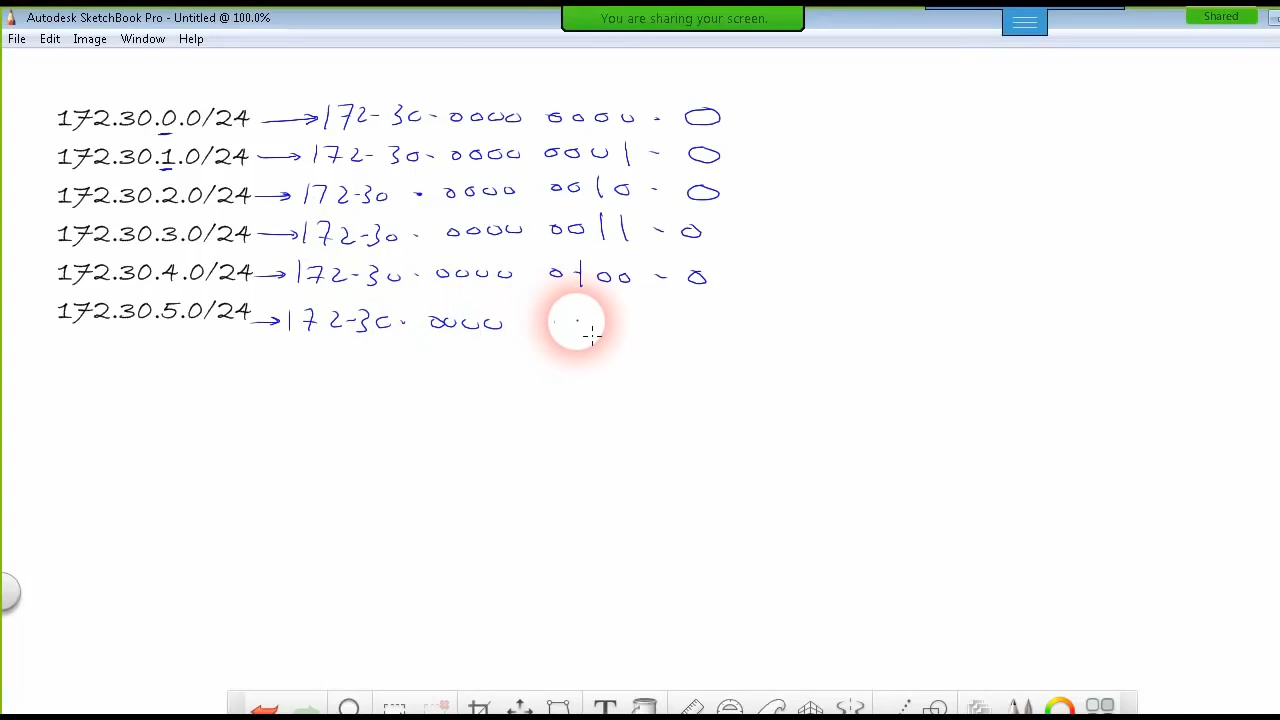 Autodesk SketchBook Pro - Untitled @ 100.0%
You are sharing your screen.
Shared
File Edit Image Window Help
172.30.0.0/24 → 172-30-0000 0000 - 0
172.30.1.0/24 → 172-30-0000 0001 - 0
172.30.2.0/24 → 172-30 - 0000 0010 - 0
172.30.3.0/24 → 172-30. 0000 0011 - 0
172.30.4.0/24 → 172-30. 0000 0100 - 0
172.30.5.0/24 → 172-30. 0000
T